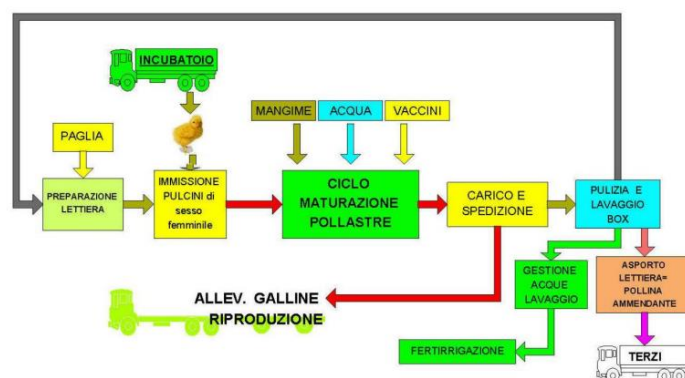 INCUBATOIO
PAGLIA
MANGIME
ACQUA
VACCINI
PREPARAZIONE
LETTIERA
IMMISSIONE
PULCINI di
sesso
femminile
CICLO
MATURAZIONE
POLLASTRE
CARICO E
SPEDIZIONE
PULIZIA E
LAVAGGIO
BOX
GESTIONE
ACQUE
LAVAGGIO
ASPORTO
LETTIERA=
POLLINA
AMMENDANTE
ALLEV. GALLINE
RIPRODUZIONE
FERTIRRIGAZIONE
TERZI